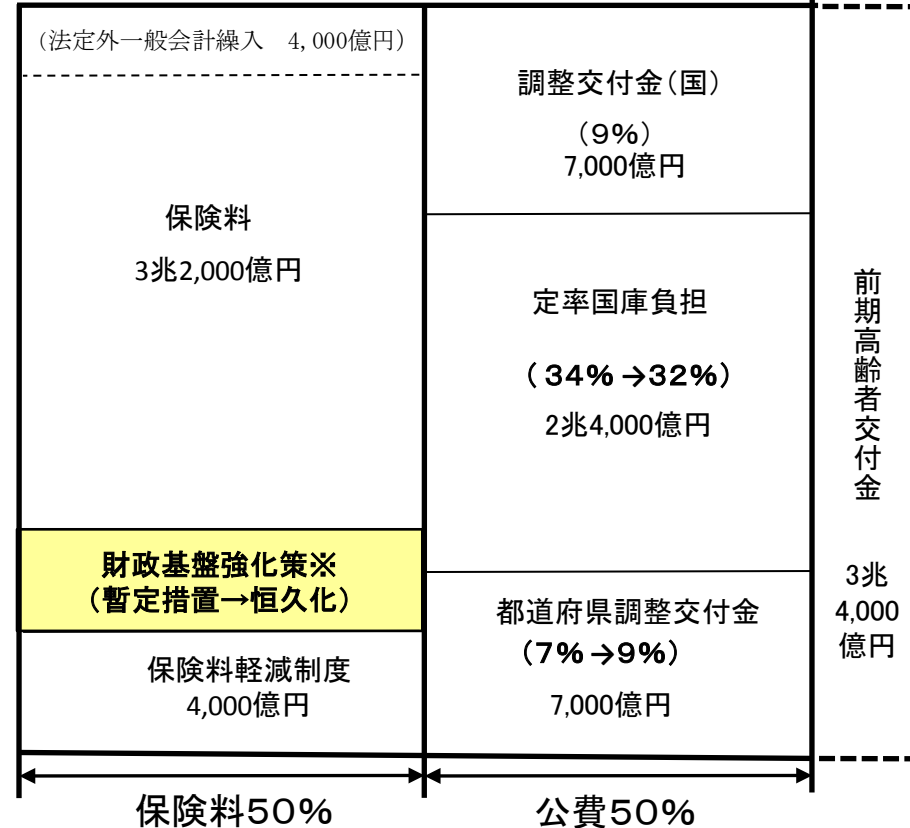 (法定外一般会計繰入　4,000億円)
保険料
3兆2,000億円
財政基盤強化策※
（暫定措置→恒久化）
保険料軽減制度
4,000億円
調整交付金（国）
（９％）
7,000億円
定率国庫負担
（３４％→３２％）
2兆4,000億円
都道府県調整交付金
（７％→９％）
7,000億円
前期高齢者交付金
3兆
4,000
億円
保険料５０％
公費５０％